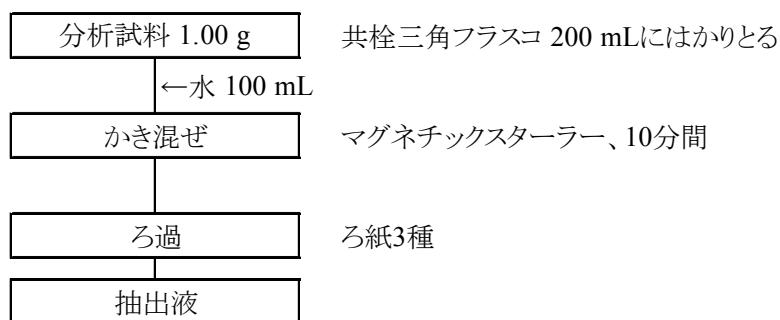 分析試料 1.00 g 共栓三角フラスコ 200 mLにはかりとる
←水 100 mL
かき混ぜ マグネチックスターラー、10分間
ろ過 ろ紙3種
抽出液